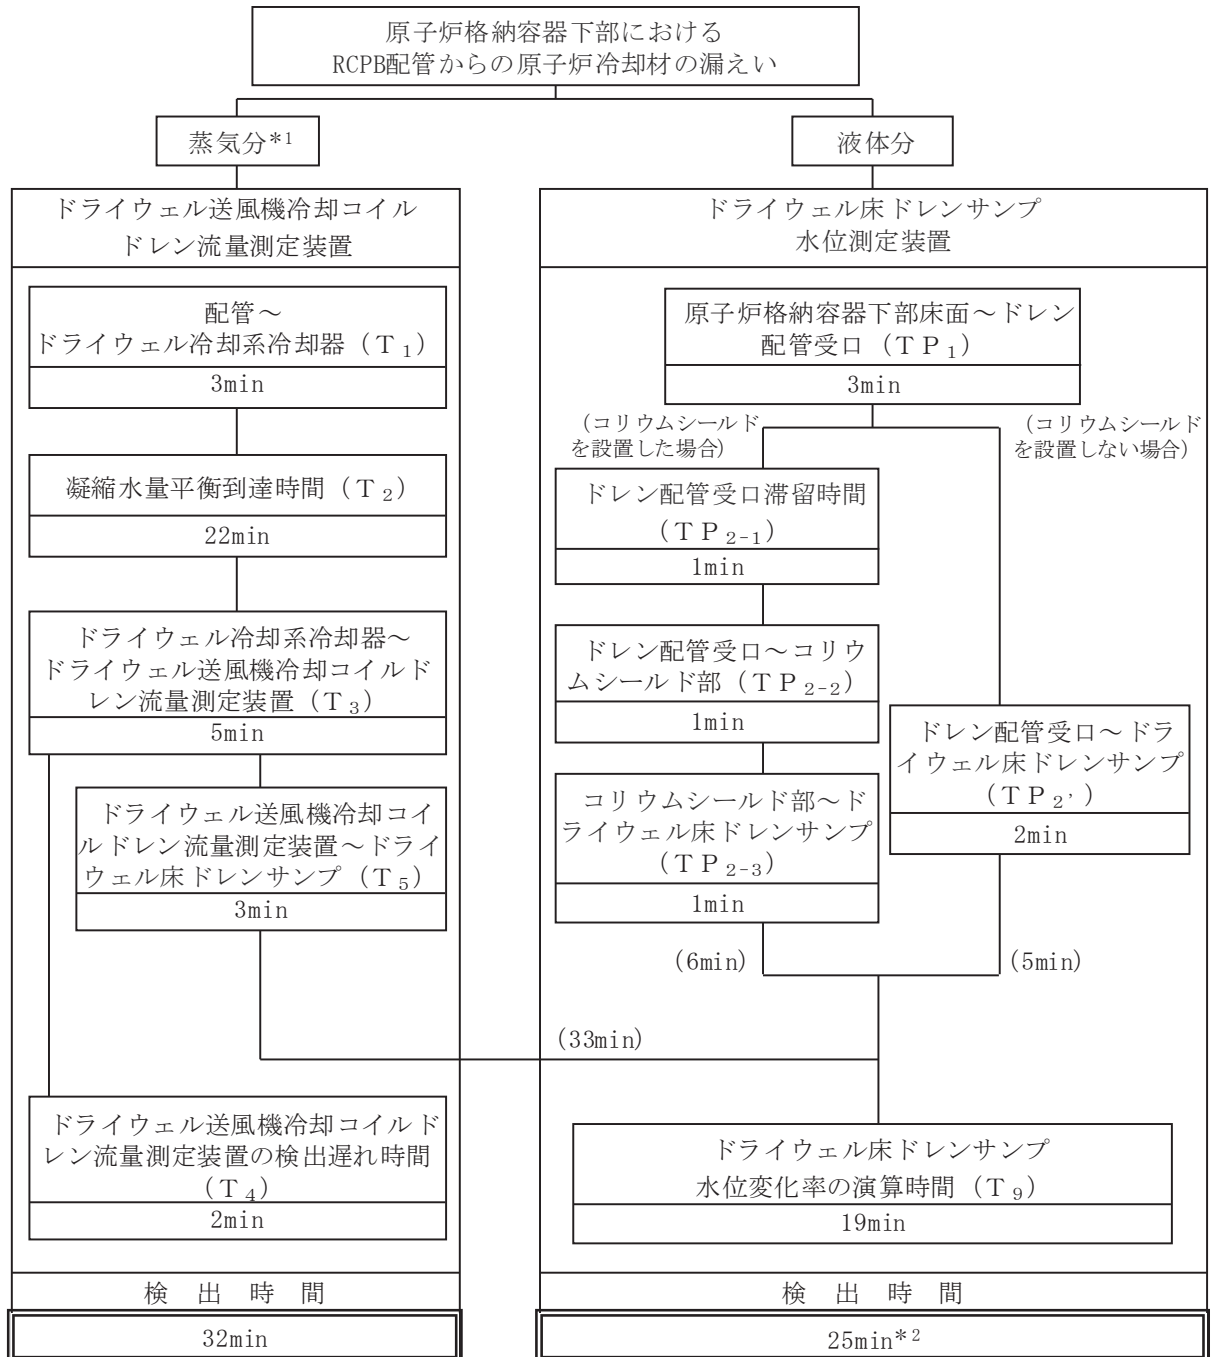 原子炉格納容器下部における
RCPB配管からの原子炉冷却材の漏えい
蒸気分*1
液体分
ドライウェル送風機冷却コイル
ドレン流量測定装置
配管～
ドライウェル冷却系冷却器（T1）
3min
凝縮水量平衡到達時間（T2）
22min
ドライウェル冷却系冷却器～
ドライウェル送風機冷却コイルド
レン流量測定装置（T3）
5min
ドライウェル送風機冷却コイ
ルドレン流量測定装置～ドライ
ウェル床ドレンサンプ（T5）
3min
ドライウェル送風機冷却コイルド
レン流量測定装置の検出遅れ時間
（T4）
2min
検　出　時　間
32min
ドライウェル床ドレンサンプ
水位測定装置
原子炉格納容器下部床面～ドレン
配管受口（TP1）
3min
（コリウムシールド
を設置した場合）
（コリウムシールド
を設置しない場合）
ドレン配管受口滞留時間
（TP2-1）
1min
ドレン配管受口～コリウ
ムシールド部（TP2-2）
1min
コリウムシールド部～ド
ライウェル床ドレンサンプ
（TP2-3）
1min
ドレン配管受口～ドラ
イウェル床ドレンサンプ
（TP2'）
2min
(6min)
(5min)
(33min)
ドライウェル床ドレンサンプ
水位変化率の演算時間（T9）
19min
検　出　時　間
25min*2